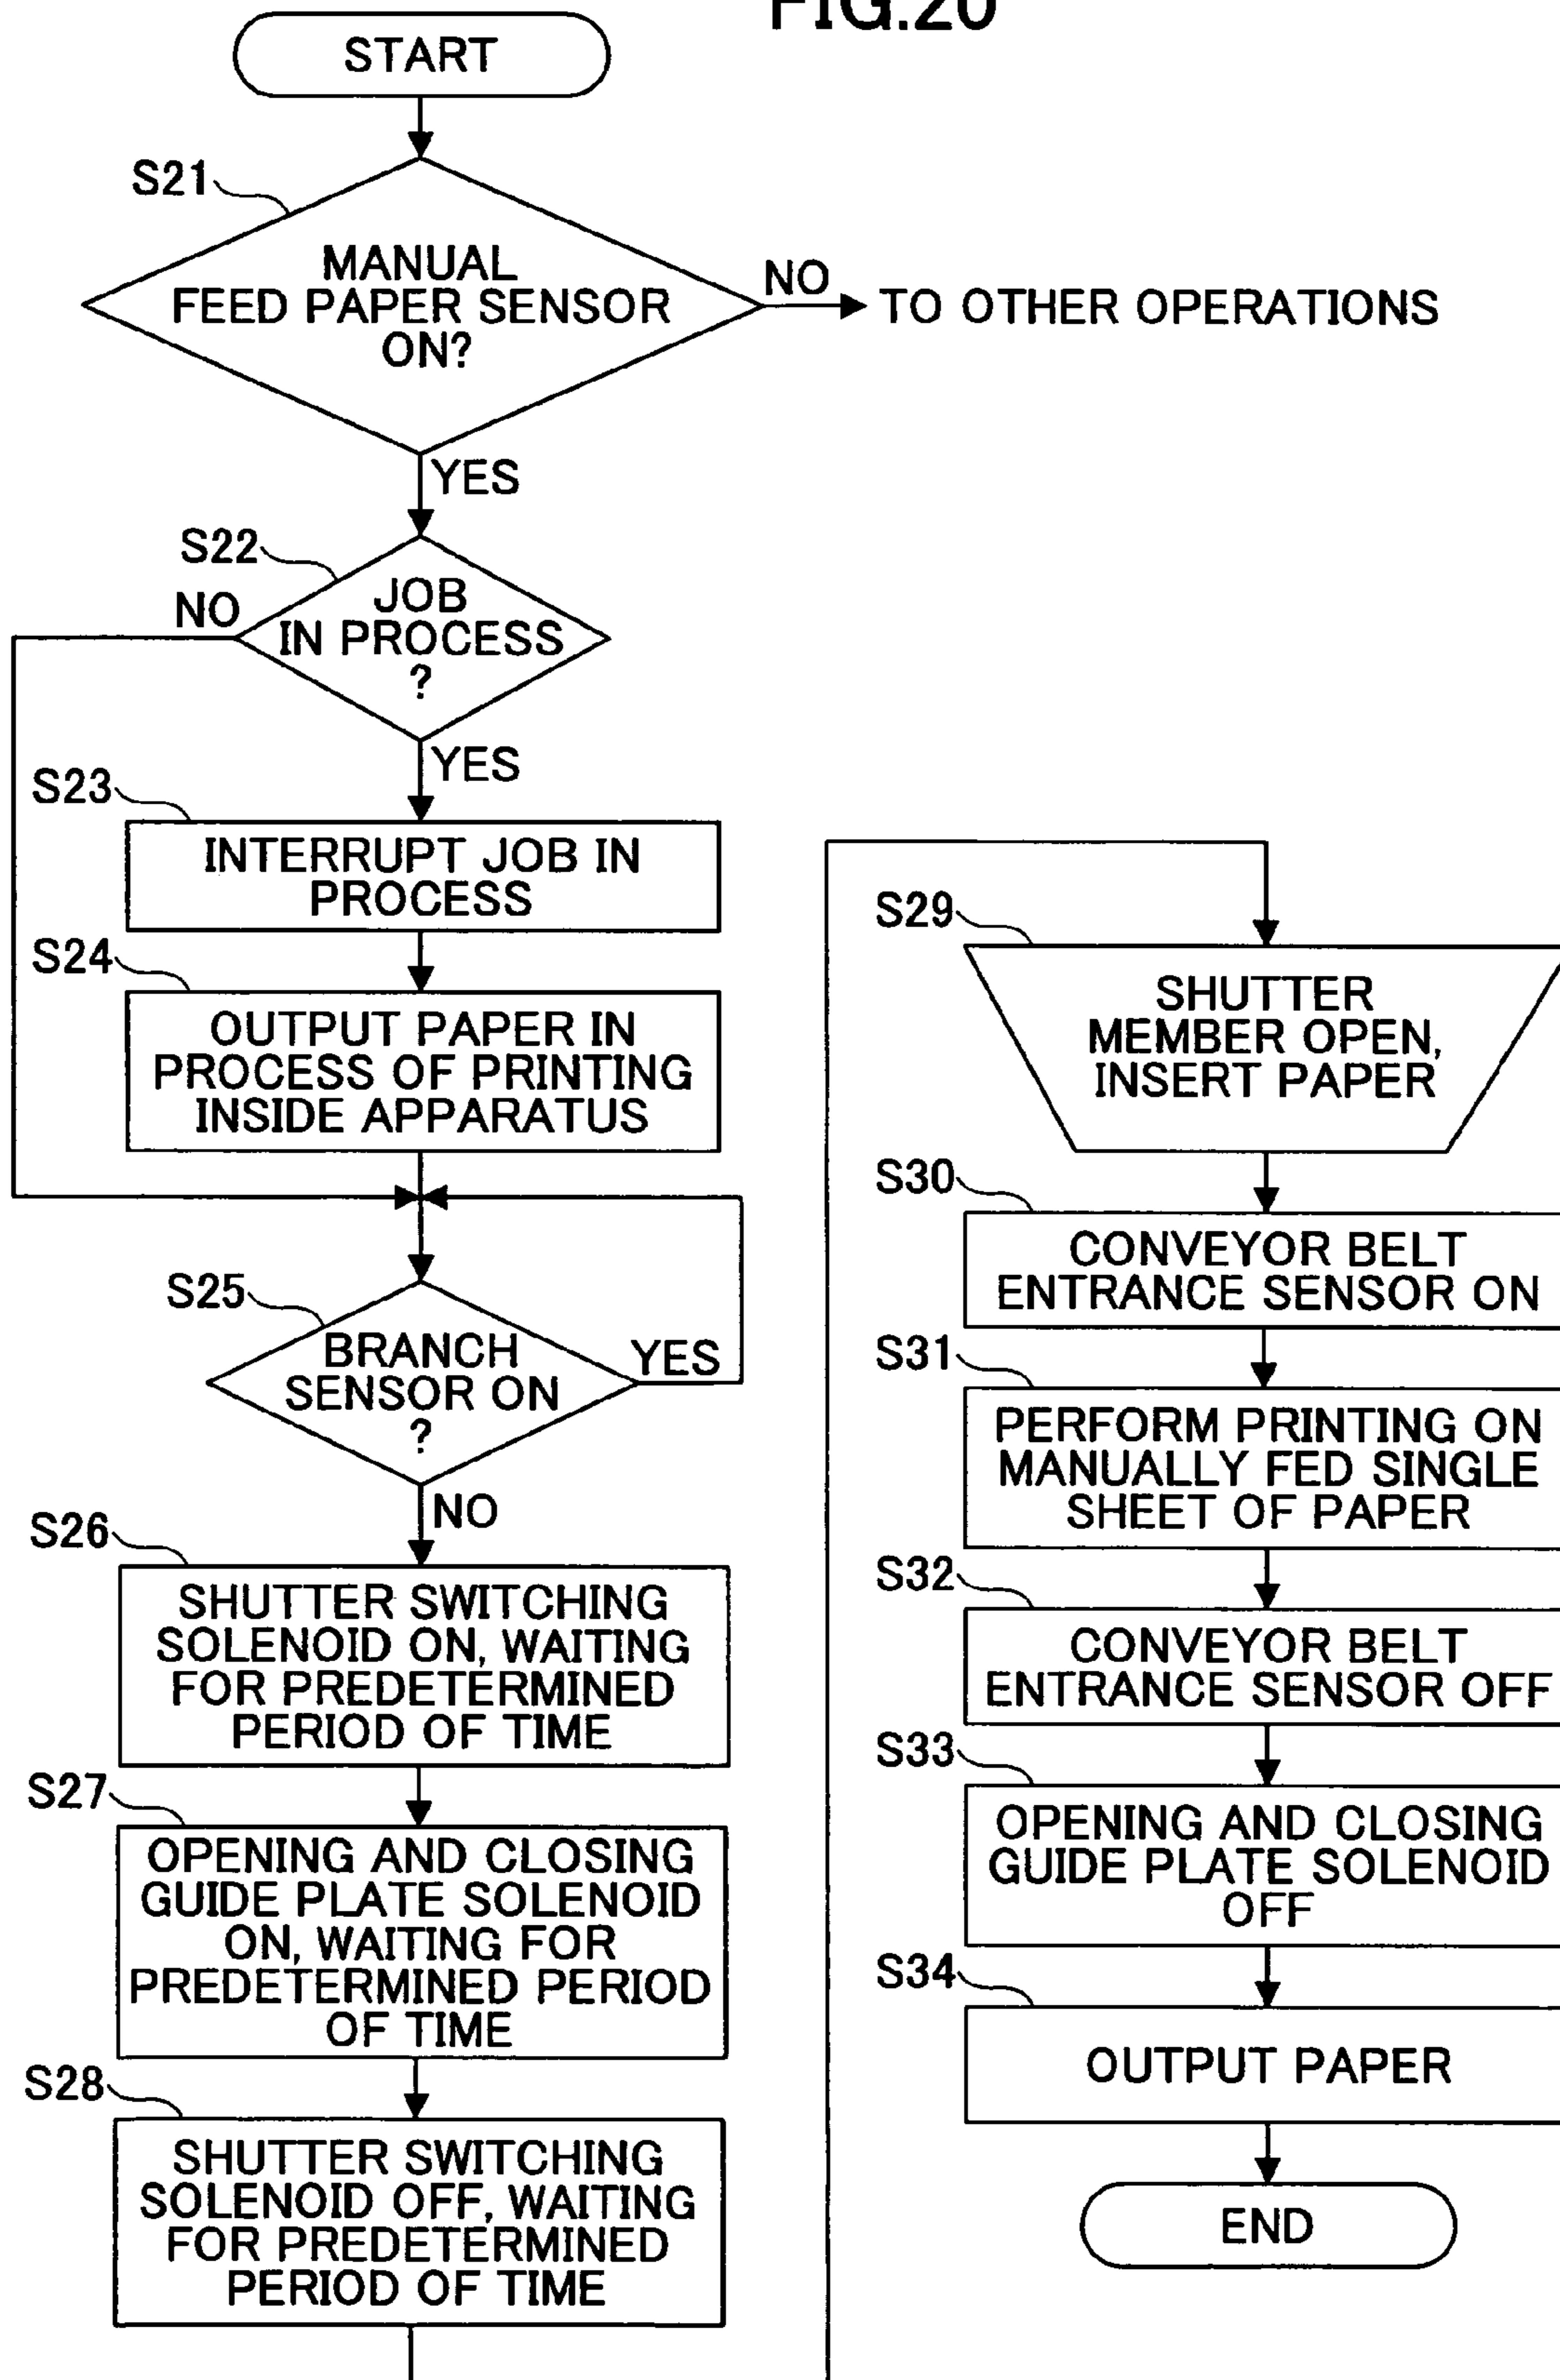 FIG.20
START
S21
MANUAL
FEED PAPER SENSOR
ON?
NO
TO OTHER OPERATIONS
YES
S22
JOB
IN PROCESS
?
NO
YES
S23
INTERRUPT JOB IN
PROCESS
S24
OUTPUT PAPER IN
PROCESS OF PRINTING
INSIDE APPARATUS
S25
BRANCH
SENSOR ON
?
YES
NO
S26
SHUTTER SWITCHING
SOLENOID ON, WAITING
FOR PREDETERMINED
PERIOD OF TIME
S27
OPENING AND CLOSING
GUIDE PLATE SOLENOID
ON, WAITING FOR
PREDETERMINED PERIOD
OF TIME
S28
SHUTTER SWITCHING
SOLENOID OFF, WAITING
FOR PREDETERMINED
PERIOD OF TIME
S29
SHUTTER
MEMBER OPEN,
INSERT PAPER
S30
CONVEYOR BELT
ENTRANCE SENSOR ON
S31
PERFORM PRINTING ON
MANUALLY FED SINGLE
SHEET OF PAPER
S32
CONVEYOR BELT
ENTRANCE SENSOR OFF
S33
OPENING AND CLOSING
GUIDE PLATE SOLENOID
OFF
S34
OUTPUT PAPER
END